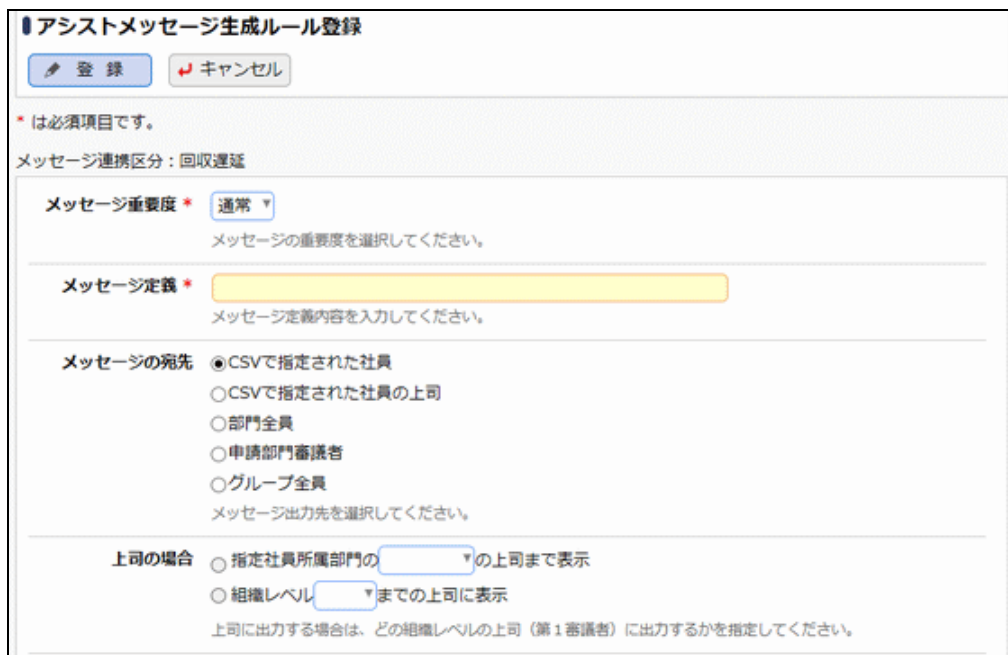 アシストメッセージ生成ルール登録
登 録 キャンセル
* は必須項目です。
メッセージ連携区分：回収遅延
メッセージ重要度 * 通常
メッセージの重要度を選択してください。
メッセージ定義 *
メッセージ定義内容を入力してください。
メッセージの宛先 CSVで指定された社員
CSVで指定された社員の上司
部門全員
申請部門審議者
グループ全員
メッセージ出力先を選択してください。
上司の場合 指定社員所属部門の の上司まで表示
組織レベル までの上司に表示
上司に出力する場合は、どの組織レベルの上司（第１審議者）に出力するかを指定してください。